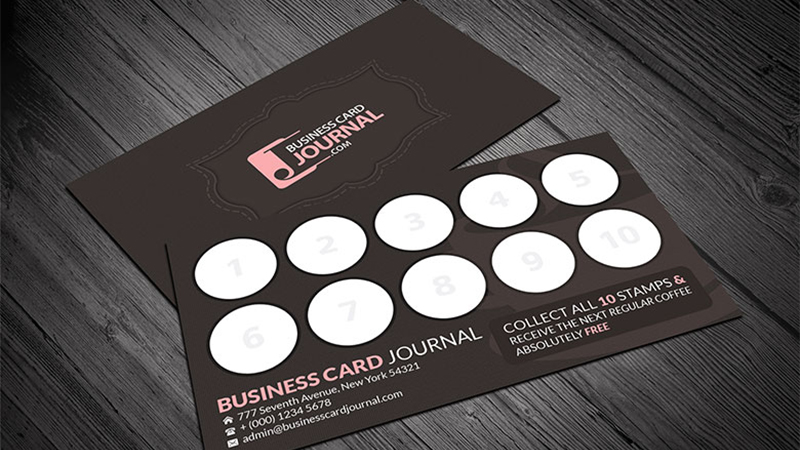 BUSINESS CARD
JOURNAL
.COM
1 2 3 4 5
6 7 8 9 10
BUSINESS CARD JOURNAL
777 Seventh Avenue, New York 54321
+ (000) 1234 5678
admin@businesscardjournal.com
COLLECT ALL 10 STAMPS &
RECEIVE THE NEXT REGULAR COFFEE
ABSOLUTELY FREE